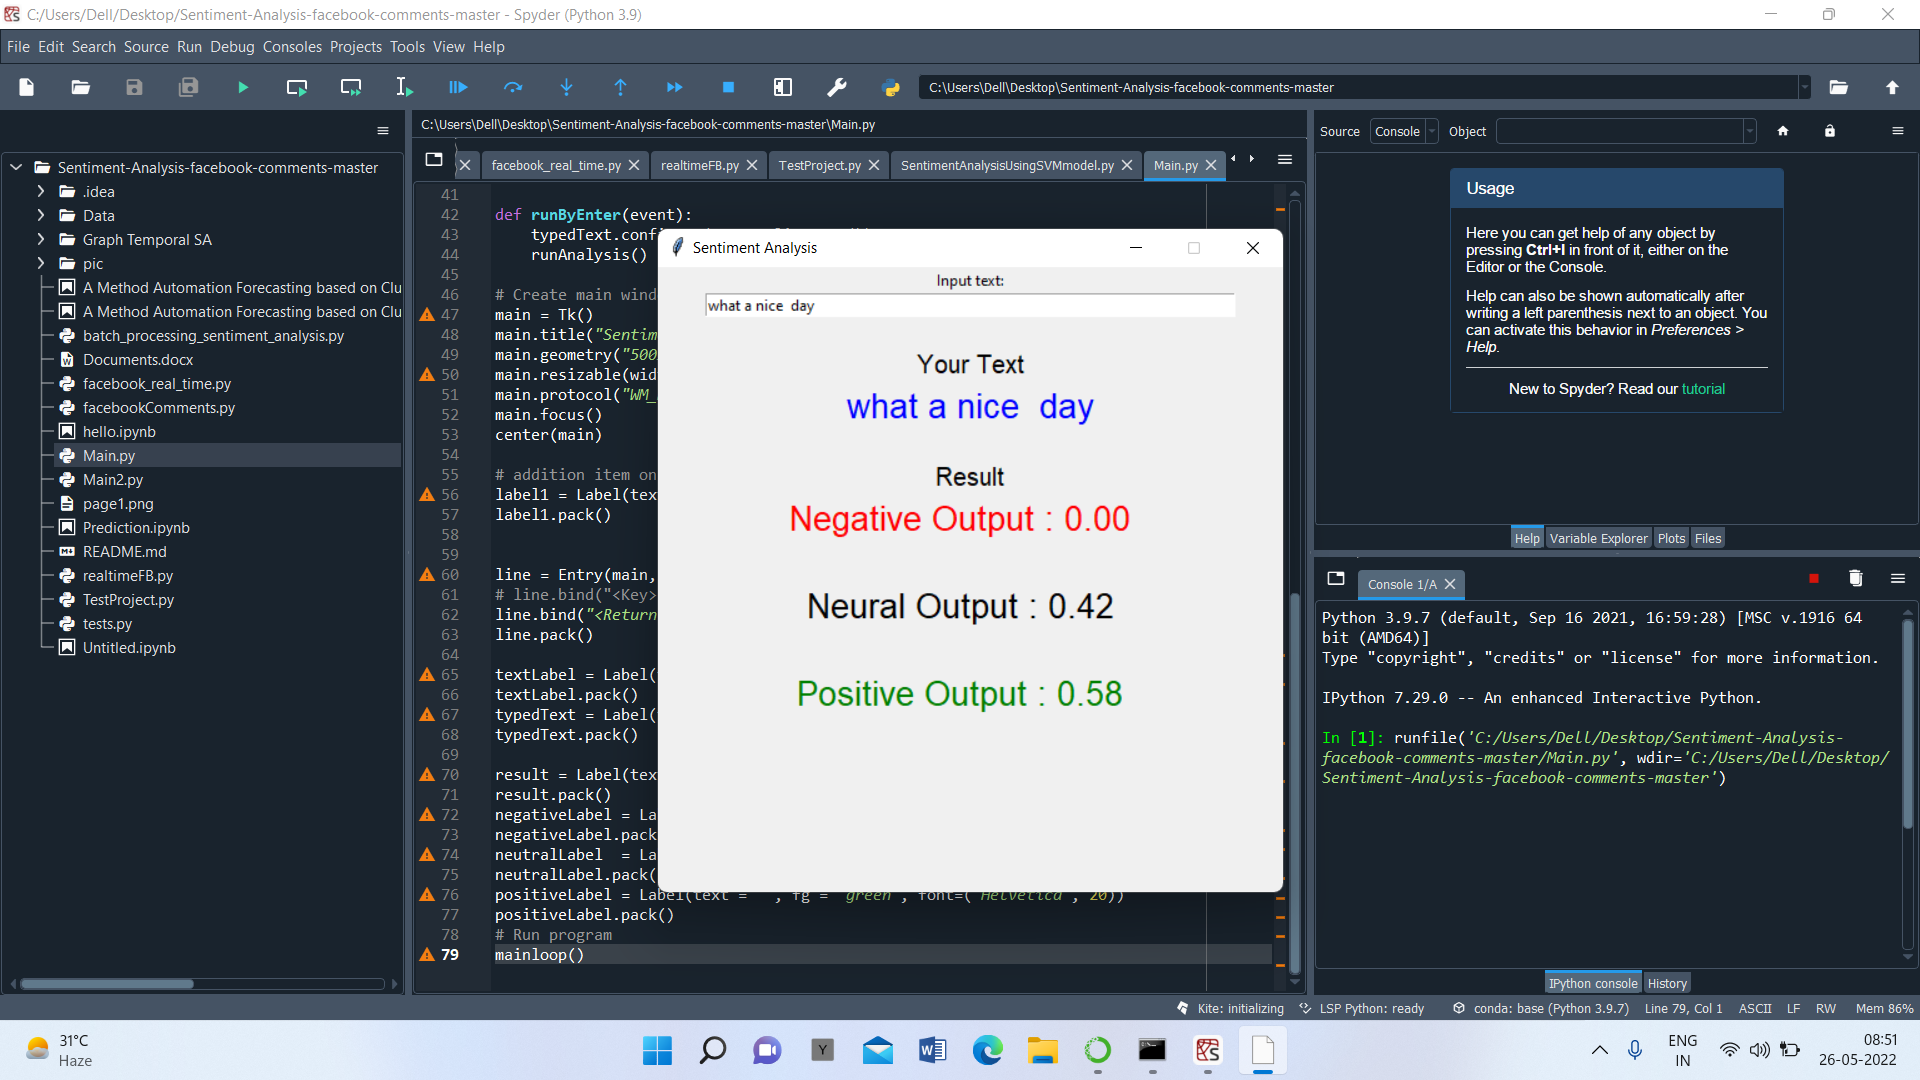 C:/Users/Dell/Desktop/Sentiment-Analysis-facebook-comments-master - Spyder (Python 3.9)
File Edit Search Source Run Debug Consoles Projects Tools View Help
C:\Users\Dell\Desktop\Sentiment-Analysis-facebook-comments-master
Sentiment-Analysis-facebook-comments-master
.idea
Data
Graph Temporal SA
pic
A Method Automation Forecasting based on Clu
A Method Automation Forecasting based on Clu
batch_processing_sentiment_analysis.py
Documents.docx
facebook_real_time.py
facebookComments.py
hello.ipynb
Main.py
Main2.py
page1.png
Prediction.ipynb
README.md
realtimeFB.py
TestProject.py
tests.py
Untitled.ipynb
C:\Users\Dell\Desktop\Sentiment-Analysis-facebook-comments-master\Main.py
facebook_real_time.py realtimeFB.py TestProject.py SentimentAnalysisUsingSVMmodel.py Main.py
41
42 def runByEnter(event):
43 typedText.conf
44 runAnalysis()
45
46 # Create main wind
47 main = Tk()
48 main.title("Sentim
49 main.geometry("500
50 main.resizable(wid
51 main.protocol("WM_
52 main.focus()
53 center(main)
54
55 # addition item on
56 label1 = Label(tex
57 label1.pack()
58
59
60 line = Entry(main,
61 # line.bind("<Key>
62 line.bind("<Return
63 line.pack()
64
65 textLabel = Label(
66 textLabel.pack()
67 typedText = Label(
68 typedText.pack()
69
70 result = Label(tex
71 result.pack()
72 negativeLabel = La
73 negativeLabel.pack
74 neutralLabel  = La
75 neutralLabel.pack(
76 positiveLabel = Label(text = , fg = green , font=( Helvetica , 20))
77 positiveLabel.pack()
78 # Run program
79 mainloop()
Sentiment Analysis
Input text:
what a nice  day
Your Text
what a nice  day
Result
Negative Output : 0.00
Neural Output : 0.42
Positive Output : 0.58
Source Console Object
Usage
Here you can get help of any object by
pressing Ctrl+I in front of it, either on the
Editor or the Console.
Help can also be shown automatically after
writing a left parenthesis next to an object. You
can activate this behavior in Preferences >
Help.
New to Spyder? Read our tutorial
Help Variable Explorer Plots Files
Console 1/A
Python 3.9.7 (default, Sep 16 2021, 16:59:28) [MSC v.1916 64
bit (AMD64)]
Type "copyright", "credits" or "license" for more information.
IPython 7.29.0 -- An enhanced Interactive Python.
In [1]: runfile('C:/Users/Dell/Desktop/Sentiment-Analysis-
facebook-comments-master/Main.py', wdir='C:/Users/Dell/Desktop/
Sentiment-Analysis-facebook-comments-master')
IPython console History
Kite: initializing LSP Python: ready conda: base (Python 3.9.7) Line 79, Col 1 ASCII LF RW Mem 86%
31°C
Haze
ENG
IN
08:51
26-05-2022